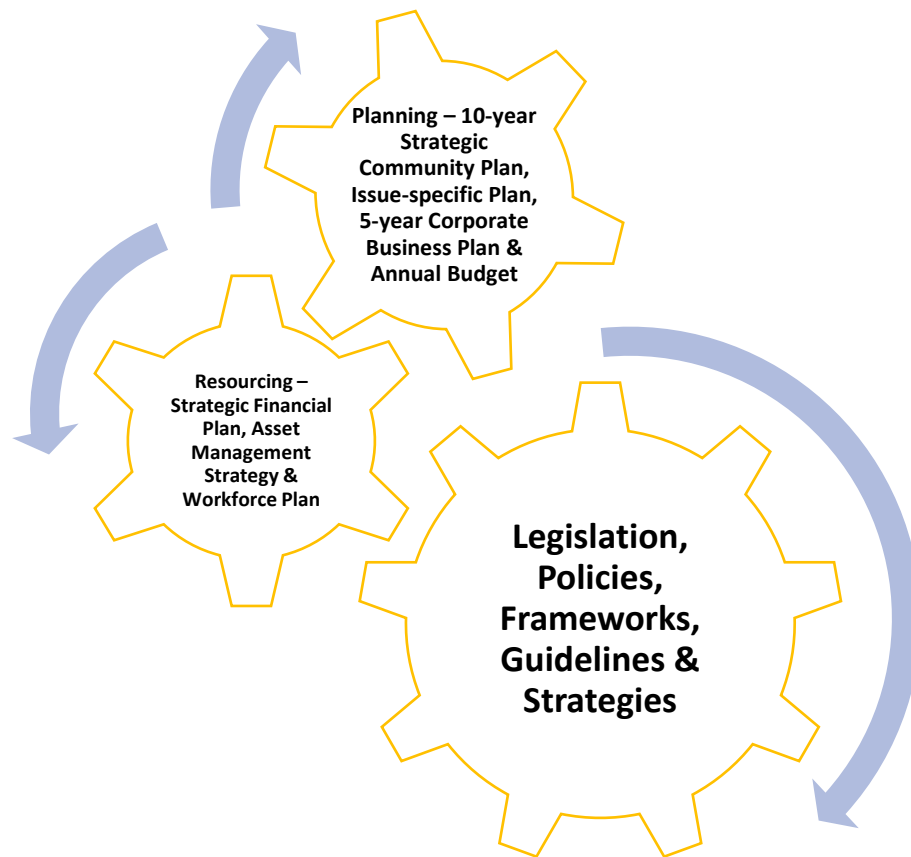 Planning – 10-year
Strategic
Community Plan,
Issue-specific Plan,
5-year Corporate
Business Plan &
Annual Budget
Resourcing –
Strategic Financial
Plan, Asset
Management
Strategy &
Workforce Plan
Legislation,
Policies,
Frameworks,
Guidelines &
Strategies